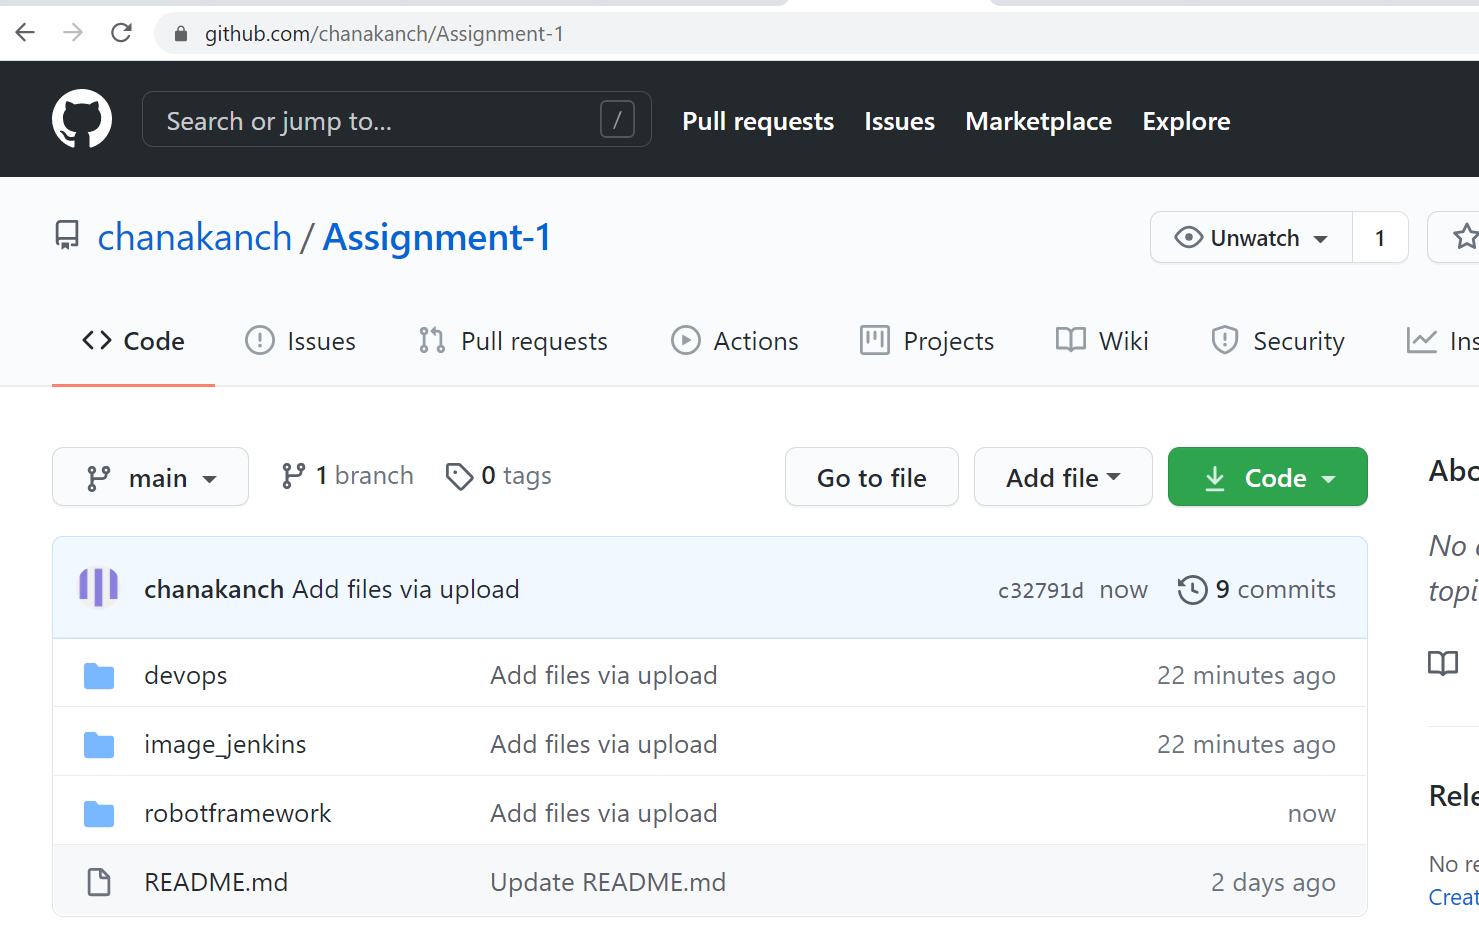 github.com/chanakanch/Assignment-1
Search or jump to... / Pull requests Issues Marketplace Explore
chanakanch / Assignment-1 Unwatch 1
Code Issues Pull requests Actions Projects Wiki Security Ins
main 1 branch 0 tags Go to file Add file Code
Abo
chanakanch Add files via upload c32791d now 9 commits
No
topi
devops Add files via upload 22 minutes ago
image_jenkins Add files via upload 22 minutes ago
robotframework Add files via upload now
Rele
README.md Update README.md 2 days ago
No re
Creat